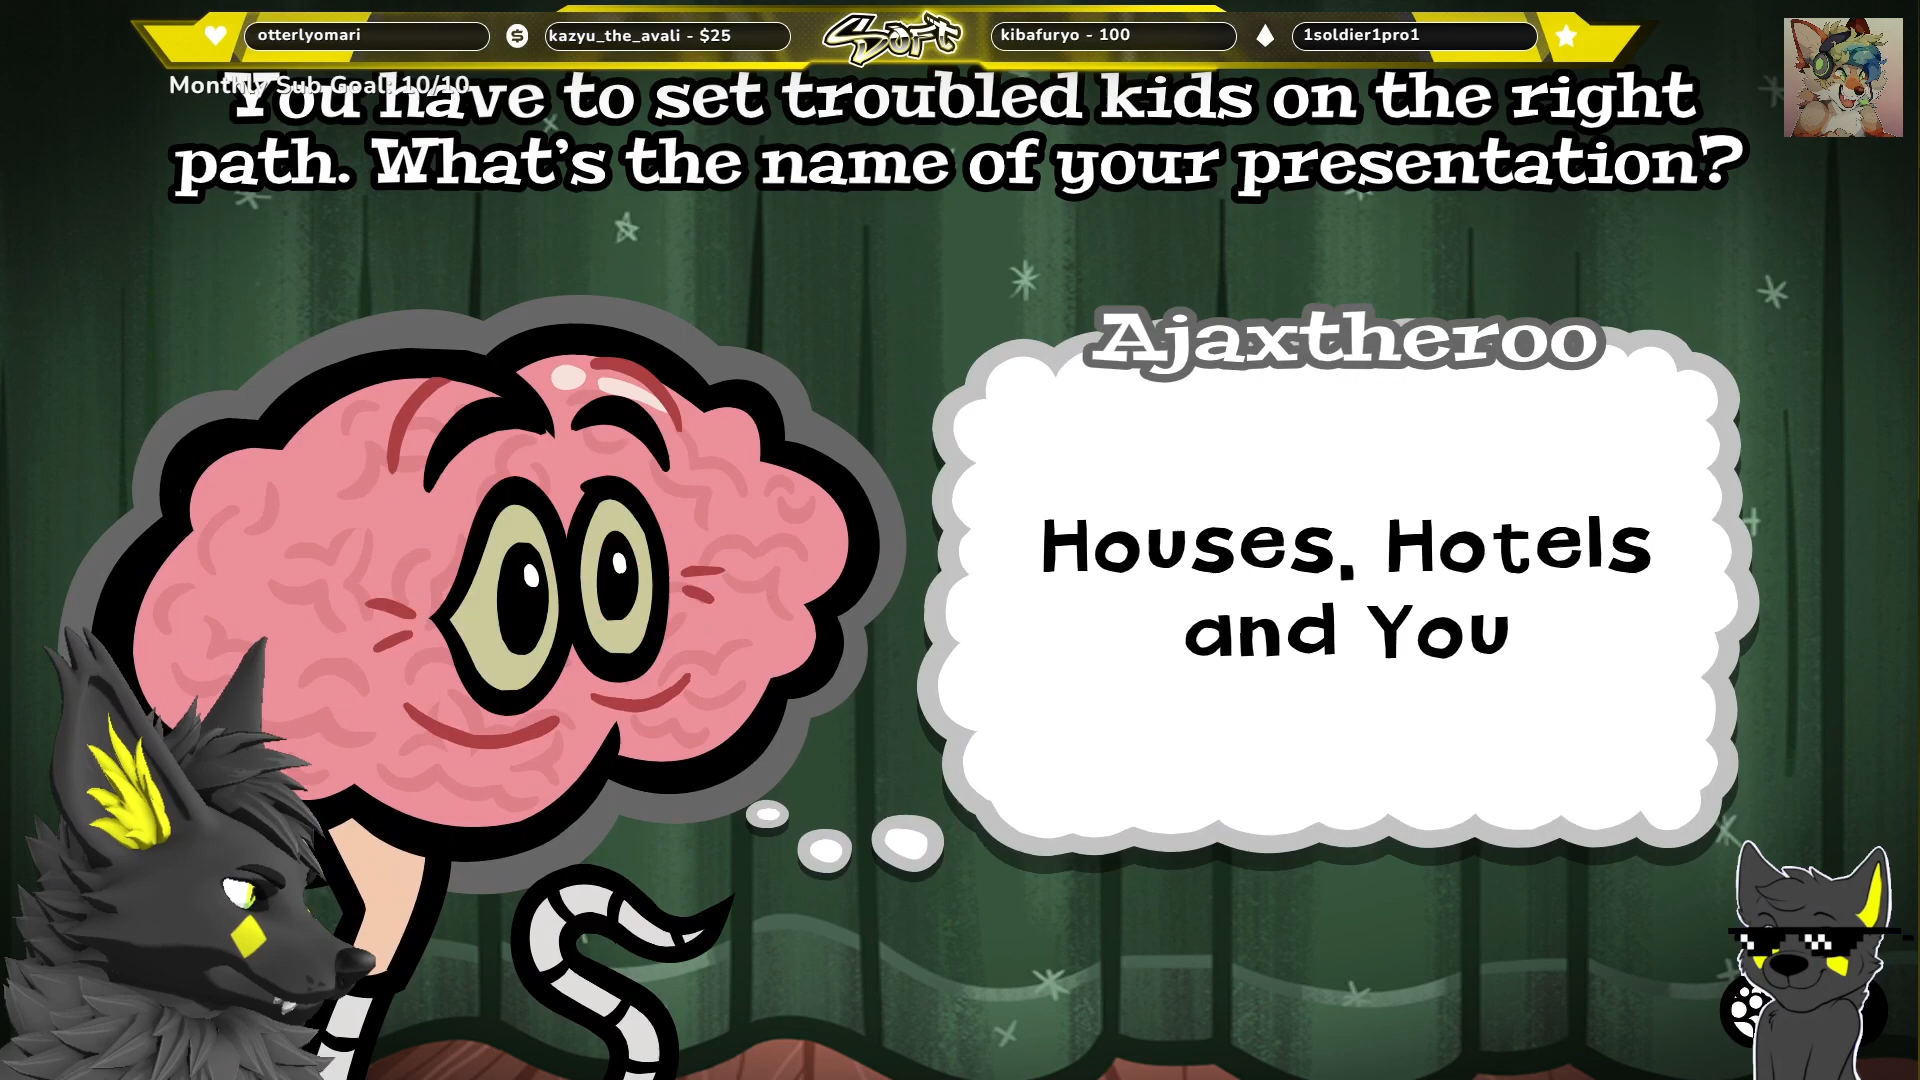 otterlyomari
kazyu_the_avali - $25
Soft
kibafuryo - 100
1soldier1pro1
Monthly Sub Goal: 10/10
You have to set troubled kids on the right
path. What's the name of your presentation?
Ajaxtheroo
Houses, Hotels
and You